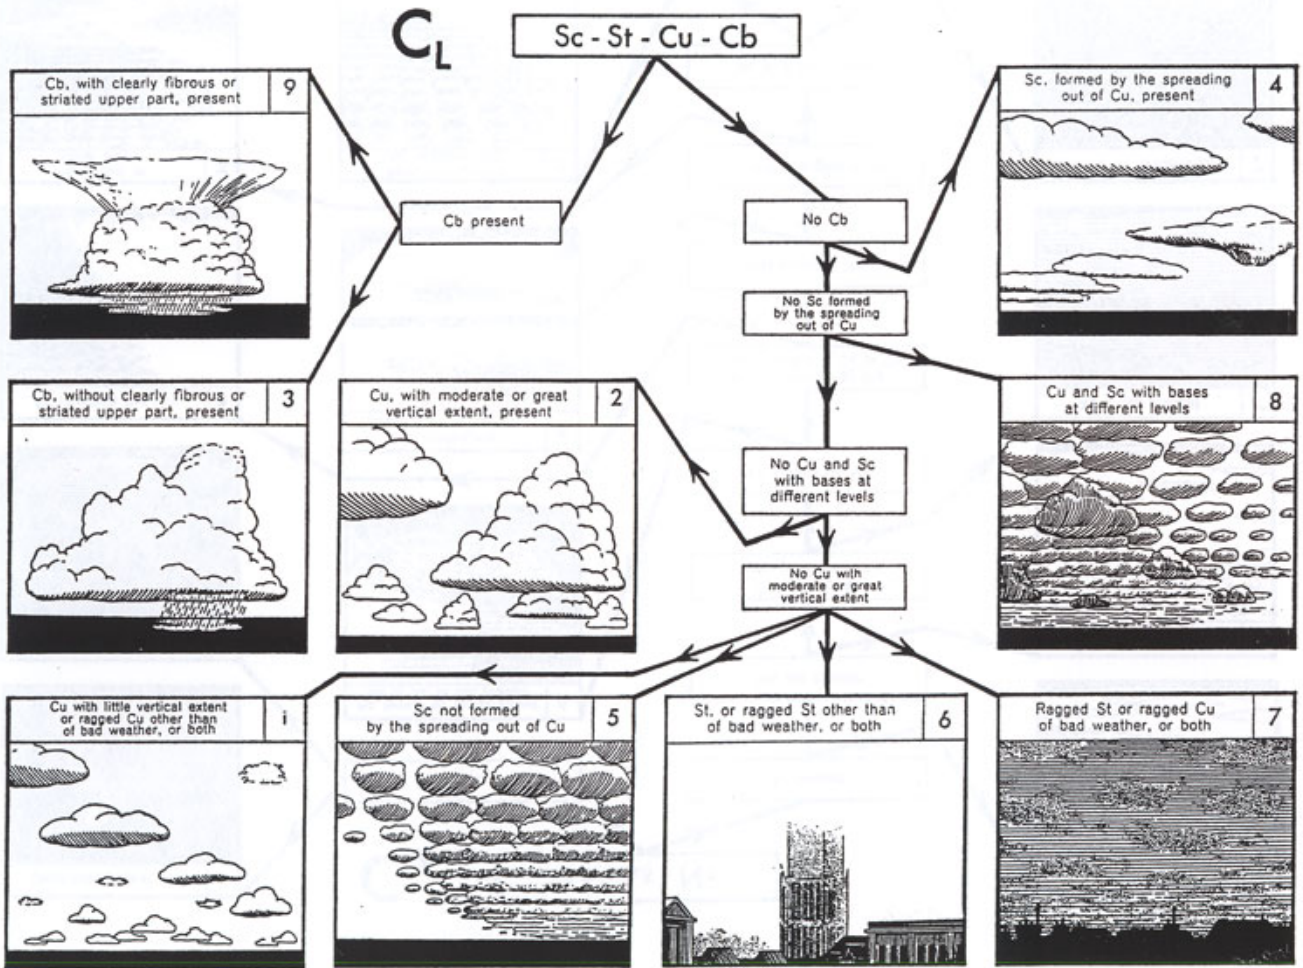 C_L
Sc - St - Cu - Cb
Cb, with clearly fibrous or
striated upper part, present
9
Sc, formed by the spreading
out of Cu, present
4
Cb present
No Cb
No Sc formed
by the spreading
out of Cu
Cb, without clearly fibrous or
striated upper part, present
3
Cu, with moderate or great
vertical extent, present
2
Cu and Sc with bases
at different levels
8
No Cu and Sc
with bases at
different levels
No Cu with
moderate or great
vertical extent
Cu with little vertical extent
or ragged Cu other than
of bad weather, or both
1
Sc not formed
by the spreading out of Cu
5
St, or ragged St other than
of bad weather, or both
6
Ragged St or ragged Cu
of bad weather, or both
7